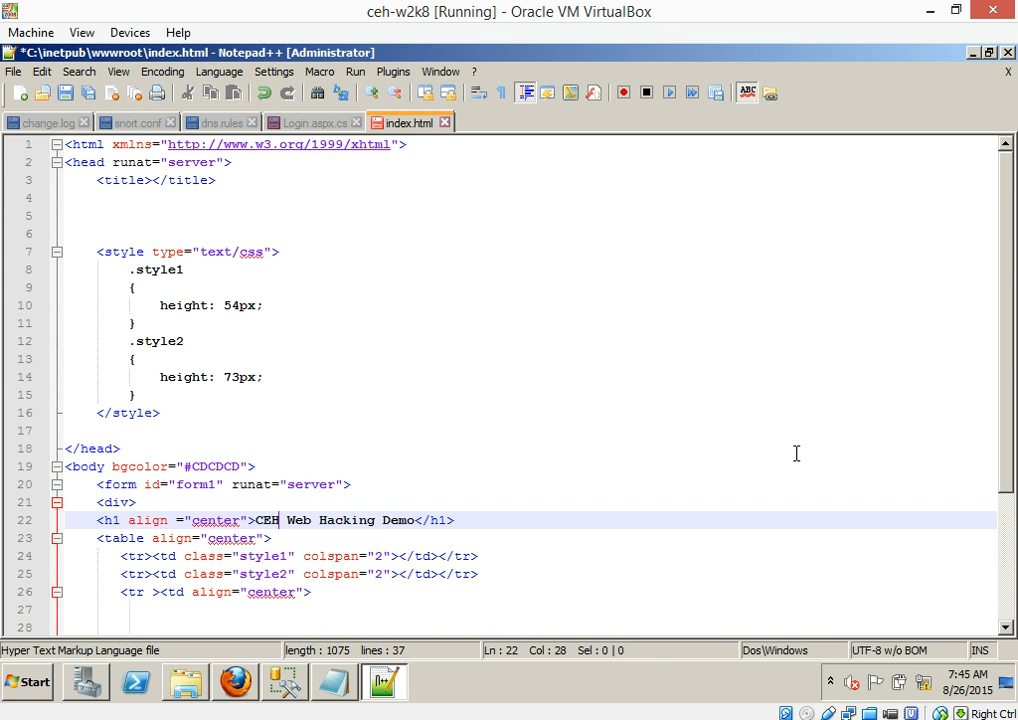 ceh-w2k8 [Running] - Oracle VM VirtualBox
Machine View Devices Help
*C:\inetpub\wwwroot\index.html - Notepad++ [Administrator]
File Edit Search View Encoding Language Settings Macro Run Plugins Window ? X
change.log snort.conf dns.rules Login.aspx.cs index.html
1 <html xmlns="http://www.w3.org/1999/xhtml">
2 <head runat="server">
3 <title></title>
4
5
6
7 <style type="text/css">
8 .style1
9 {
10 height: 54px;
11 }
12 .style2
13 {
14 height: 73px;
15 }
16 </style>
17
18 </head>
19 <body bgcolor="#CDCDCD">
20 <form id="form1" runat="server">
21 <div>
22 <h1 align ="center">CEH Web Hacking Demo</h1>
23 <table align="center">
24 <tr><td class="style1" colspan="2"></td></tr>
25 <tr><td class="style2" colspan="2"></td></tr>
26 <tr ><td align="center">
27
28
Hyper Text Markup Language file length : 1075 lines : 37 Ln : 22 Col : 28 Sel : 0 | 0 Dos\Windows UTF-8 w/o BOM INS
Start 7:45 AM
8/26/2015
Right Ctrl